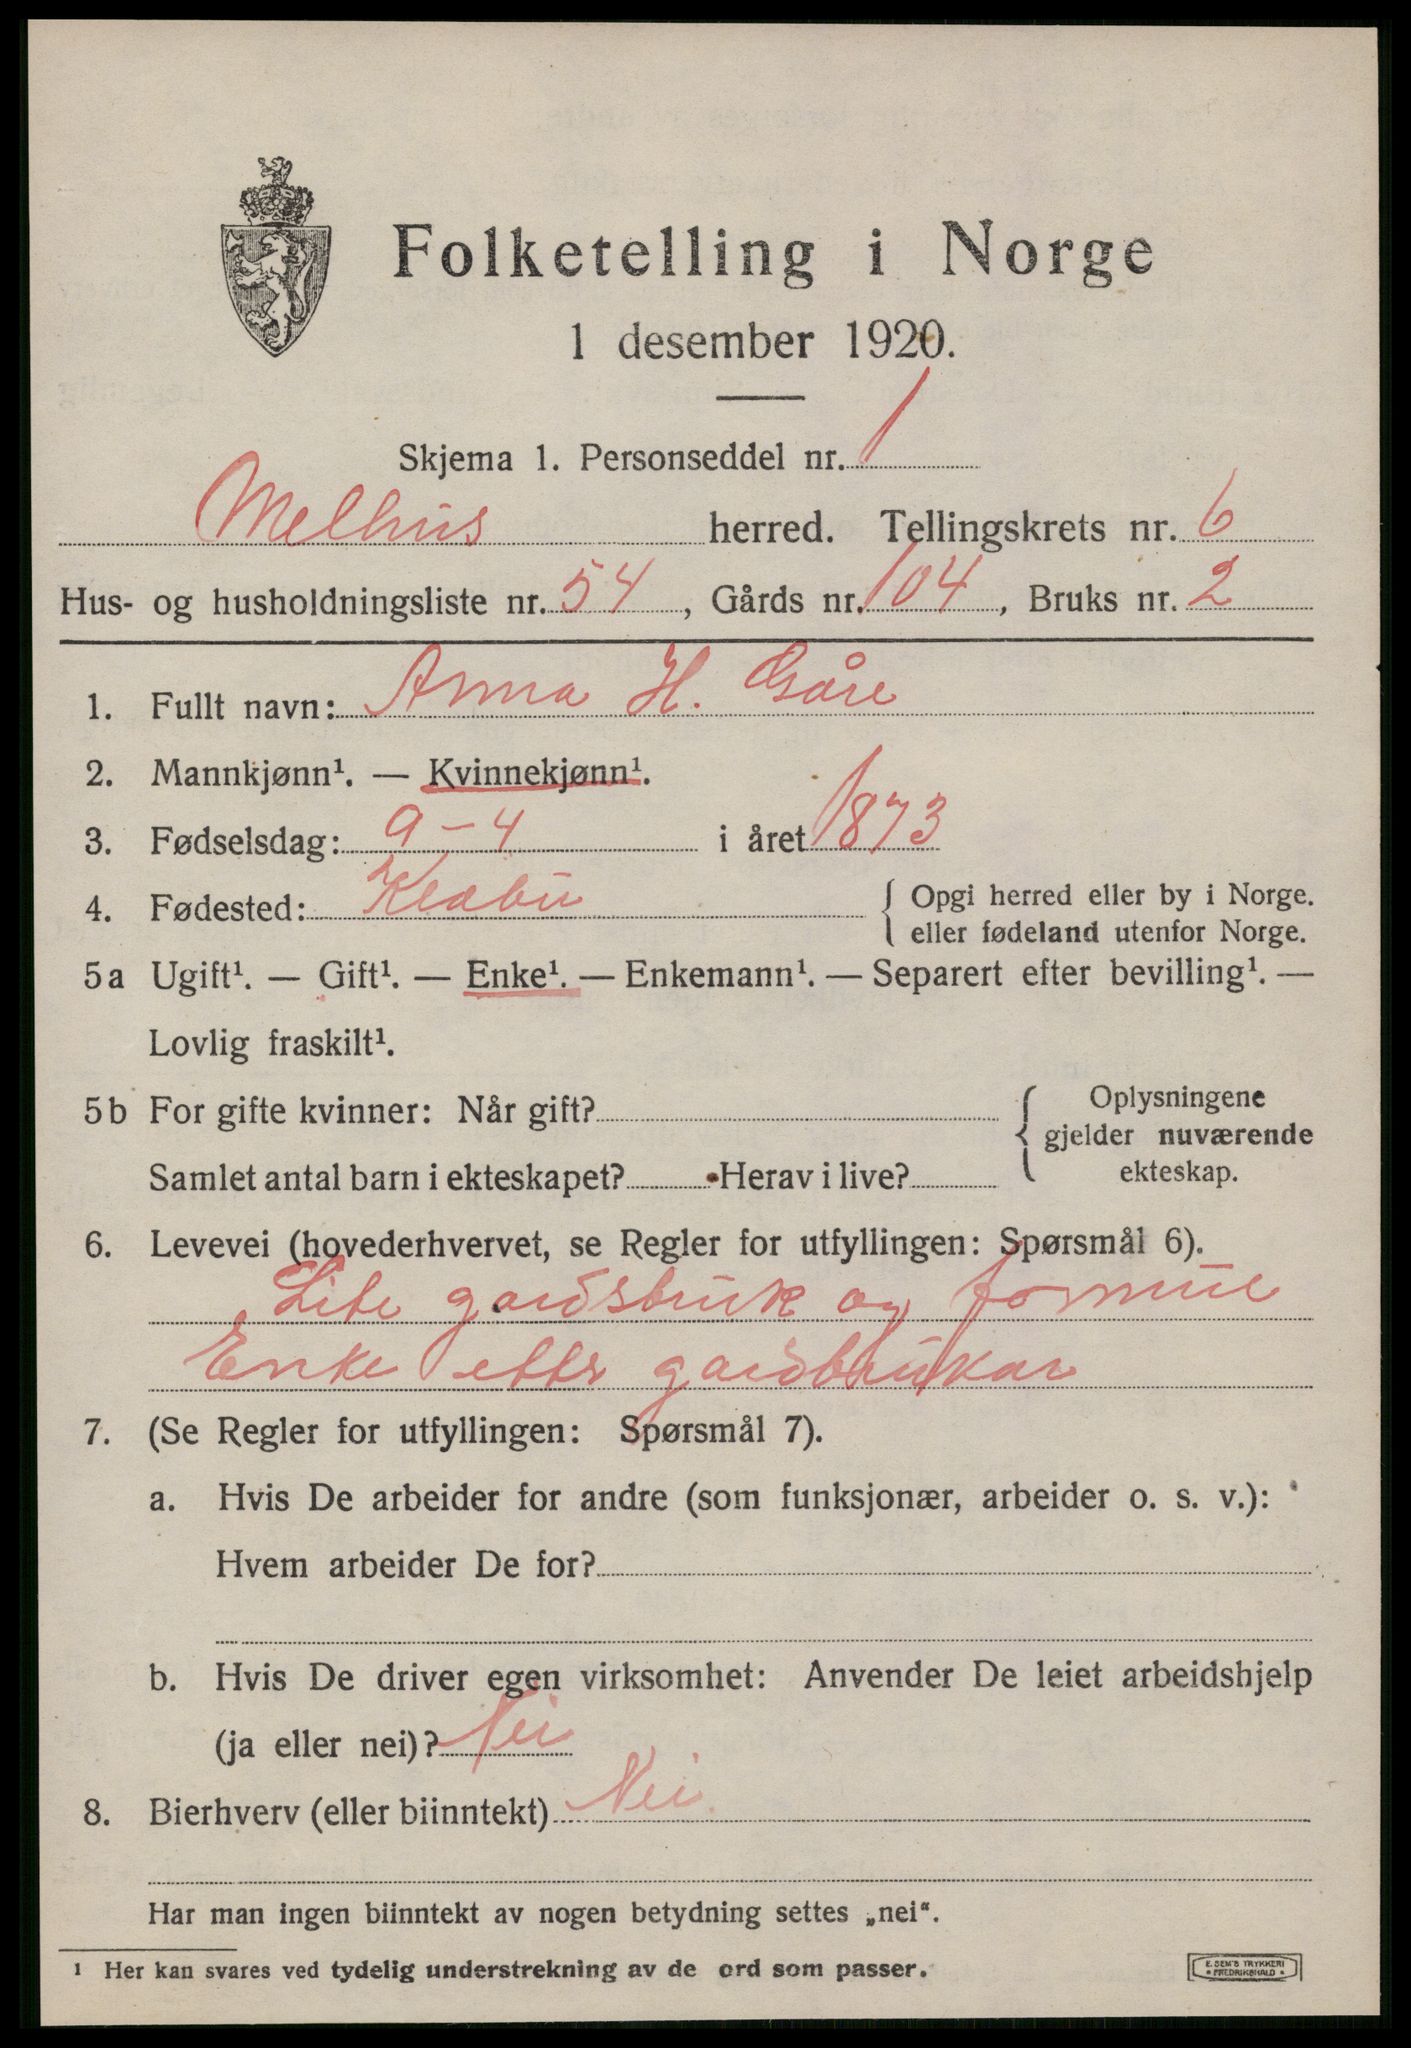 Folketelling i Norge
1 desember 1920.
Skjema 1. Personseddel nr. 1
Melhus herred. Tellingskrets nr. 6
Hus- og husholdningsliste nr. 54, Gårds nr. 104, Bruks nr. 2
1. Fullt navn: Anna H. Gåre
2. Mannkjønn¹. — Kvinnekjønn¹.
3. Fødselsdag: 9-4 i året 1873
4. Fødested: Klæbu { Opgi herred eller by i Norge.
eller fødeland utenfor Norge.
5a Ugift¹. — Gift¹. — Enke¹. — Enkemann¹. — Separert efter bevilling¹. —
Lovlig fraskilt¹.
5b For gifte kvinner: Når gift? { Oplysningene
gjelder nuværende
ekteskap.
Samlet antal barn i ekteskapet? Herav i live?
6. Levevei (hovederhvervet, se Regler for utfyllingen: Spørsmål 6).
Lite gardsbruk og formue
Enke etter gardbrukar
7. (Se Regler for utfyllingen: Spørsmål 7).
a. Hvis De arbeider for andre (som funksjonær, arbeider o. s. v.):
Hvem arbeider De for?
b. Hvis De driver egen virksomhet: Anvender De leiet arbeidshjelp
(ja eller nei)? Nei
8. Bierhverv (eller biinntekt) Nei
Har man ingen biinntekt av nogen betydning settes „nei“.
¹ Her kan svares ved tydelig understrekning av de ord som passer.
E. SEM'S TRYKKERI
• FREDRIKSHALD •